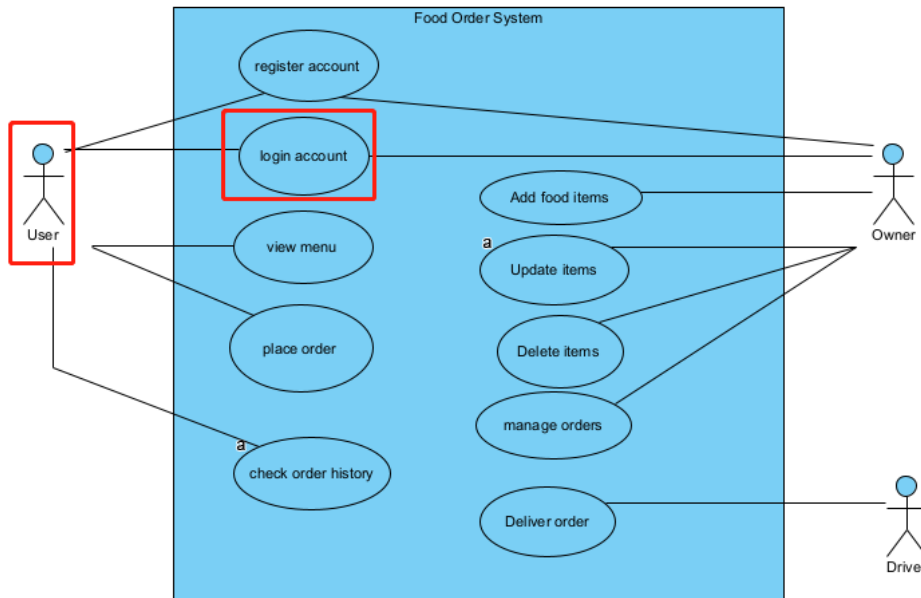 Food Order System
register account
login account
User
view menu
place order
a
check order history
Add food items
Owner
a
Update items
Delete items
manage orders
Deliver order
Drive